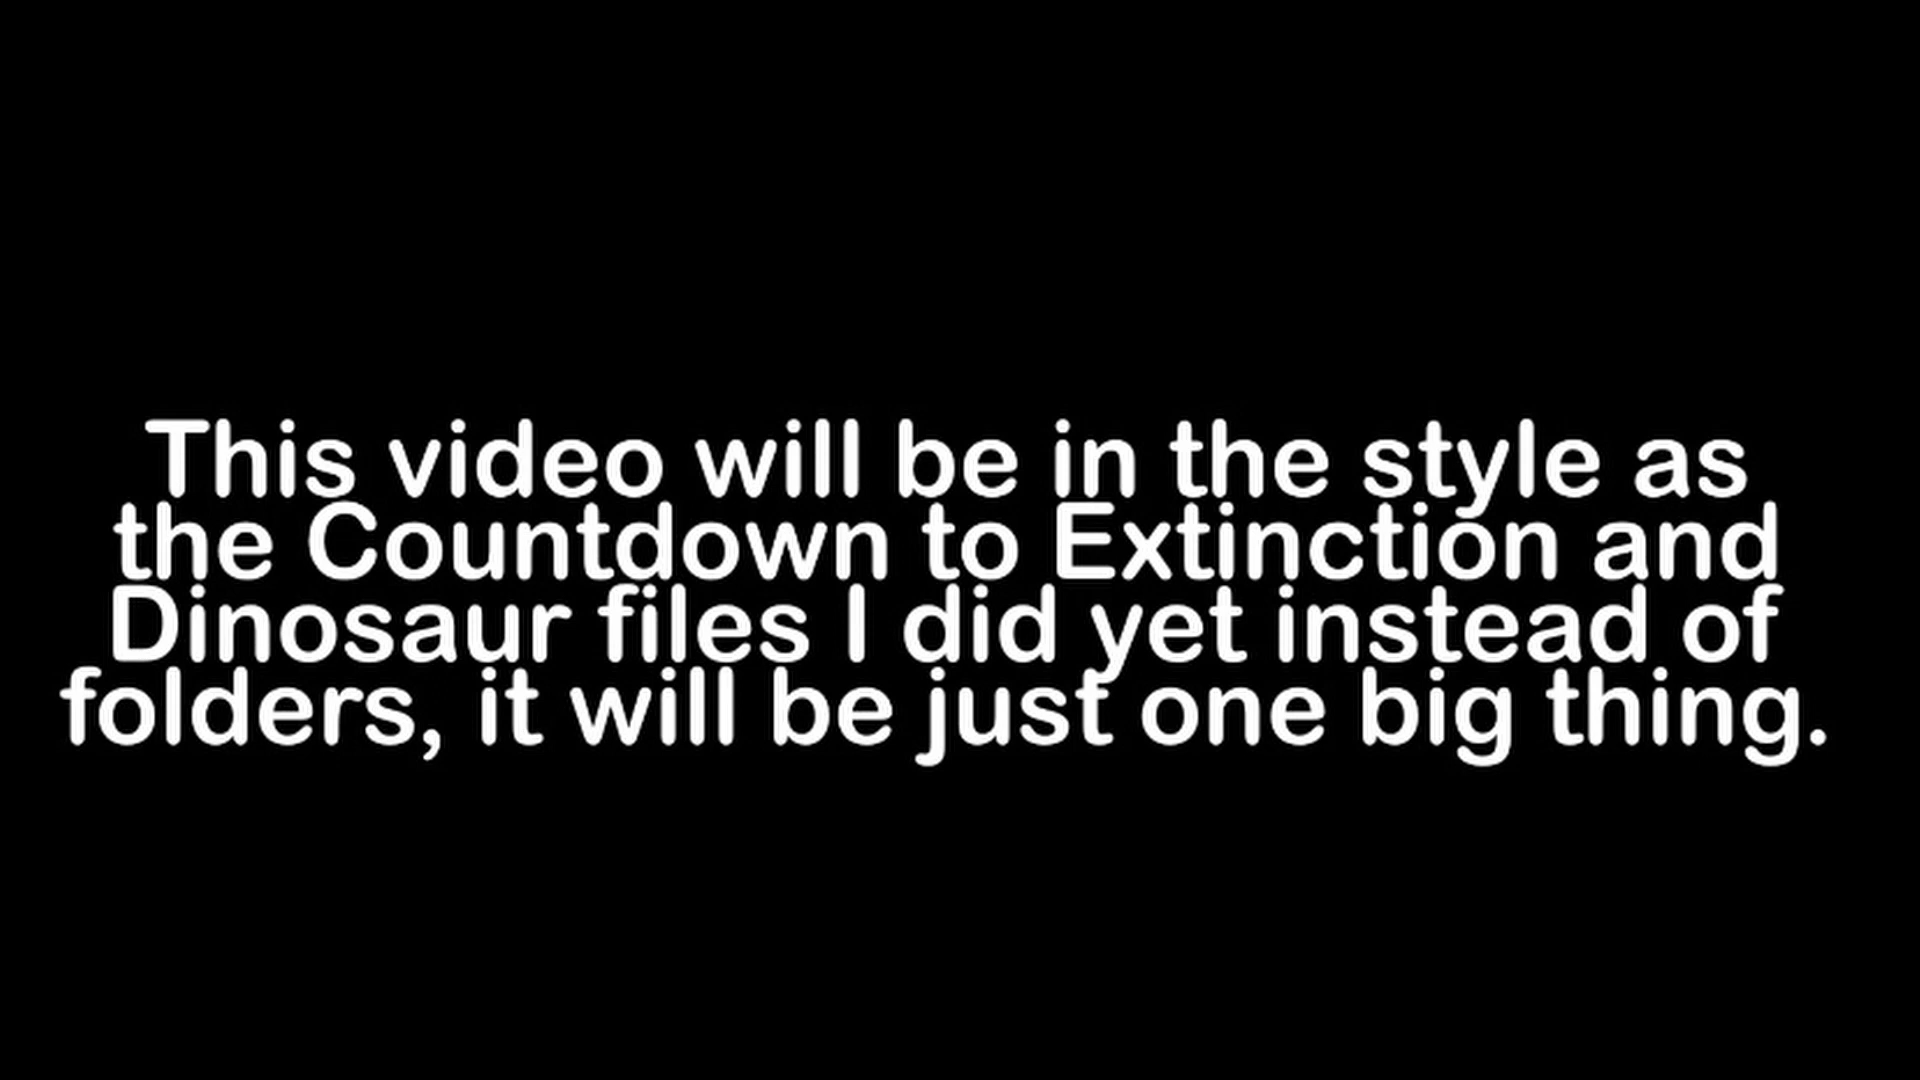 This video will be in the style as
the Countdown to Extinction and
Dinosaur files I did yet instead of
folders, it will be just one big thing.